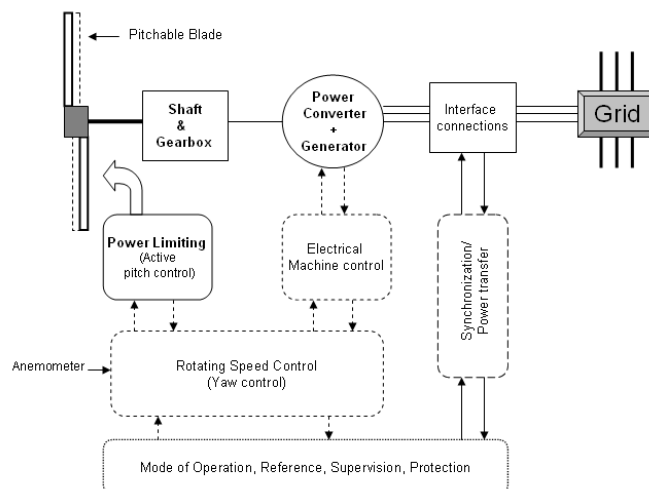 Pitchable Blade
Shaft
&
Gearbox
Power
Converter
+
Generator
Interface
connections
Grid
Power Limiting
(Active
pitch control)
Electrical
Machine control
Synchronization/
Power transfer
Anemometer
Rotating Speed Control
(Yaw control)
Mode of Operation, Reference, Supervision, Protection